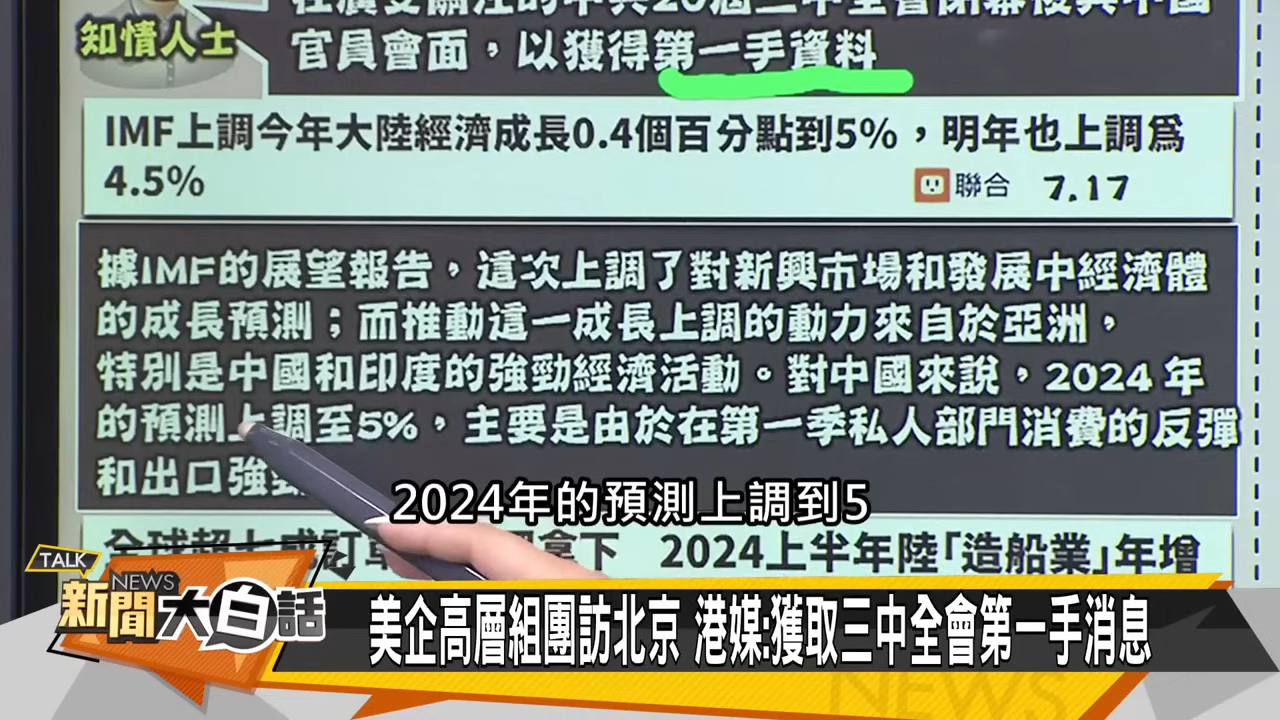 知情人士
官員會面，以獲得第一手資料
IMF上調今年大陸經濟成長0.4個百分點到5%，明年也上調為
4.5%
聯合 7.17
據IMF的展望報告，這次上調了對新興市場和發展中經濟體
的成長預測；而推動這一成長上調的動力來自於亞洲，
特別是中國和印度的強勁經濟活動。對中國來說，2024年
的預測上調至5%，主要是由於在第一季私人部門消費的反彈
和出口強
2024年的預測上調到5
拿下 2024上半年陸「造船業」年增
TALK
NEWS
新聞大白話
美企高層組團訪北京 港媒:獲取三中全會第一手消息
NEWS